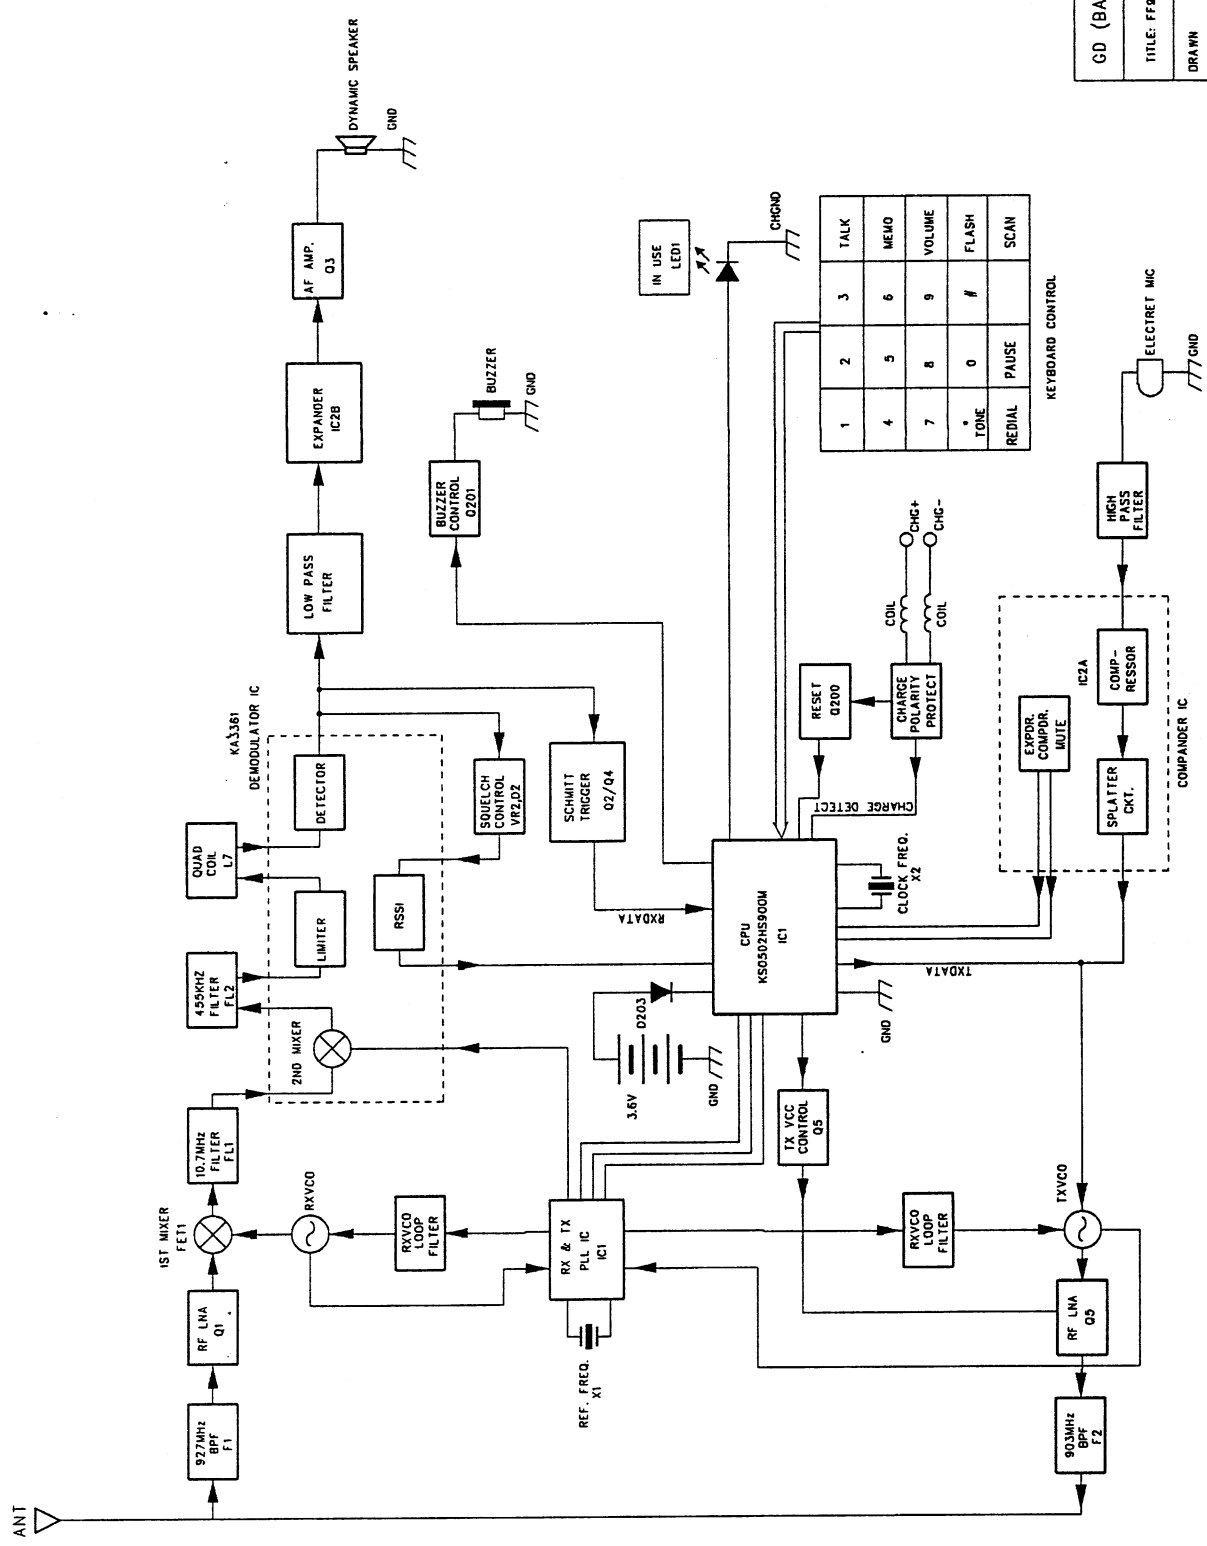 ANT
927MHz
BPF
F1
RF LNA
Q1
1ST MIXER
FET1
10.7MHz
FILTER
FL1
455KHZ
FILTER
FL2
QUAD
COIL
L7
KA3361
DEMODULATOR IC
2ND MIXER
LIMITER
DETECTOR
RSSI
LOW PASS
FILTER
EXPANDER
IC2B
AF AMP.
Q3
DYNAMIC SPEAKER
GND
RXVCO
RXVCO
LOOP
FILTER
SQUELCH
CONTROL
VR2,D2
SCHMITT
TRIGGER
Q2/Q4
BUZZER
CONTROL
Q201
BUZZER
GND
REF. FREQ.
X1
RX & TX
PLL IC
IC1
3.6V
D203
GND
RXDATA
CPU
KS0502HS900M
IC1
IN USE
LED1
CHGND
TX VCC
CONTROL
Q5
GND
CLOCK FREQ.
X2
CHARGE DETECT
RESET
Q200
CHARGE
POLARITY
PROTECT
COIL
COIL
CHG+
CHG-
1 2 3 TALK
4 5 6 MEMO
7 8 9 VOLUME
* TONE 0 # FLASH
REDIAL PAUSE SCAN
KEYBOARD CONTROL
RXVCO
LOOP
FILTER
TXDATA
TXVCO
RF LNA
Q5
903MHz
BPF
F2
EXPDR.
COMPDR.
MUTE
IC2A
COMP-
RESSOR
SPLATTER
CKT.
COMPANDER IC
HIGH
PASS
FILTER
ELECTRET MIC
GND
GD (BA
TITLE: FF9
DRAWN